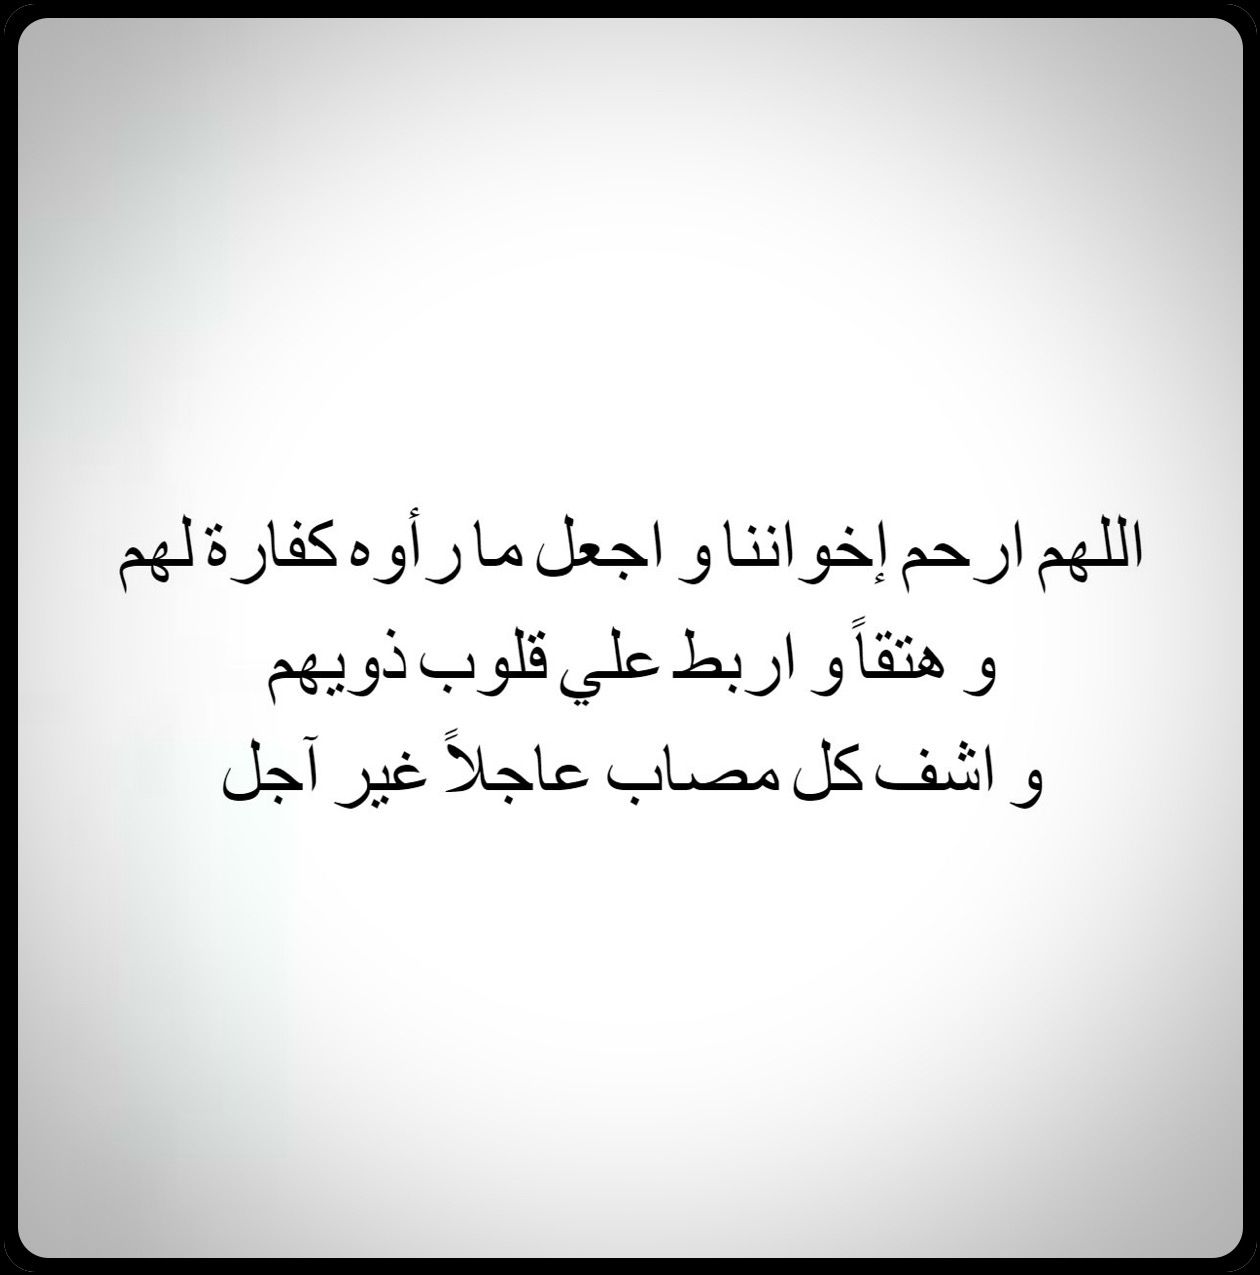 اللهم ارحم إخواننا و اجعل ما رأوه كفارة لهم
و هتقاً و اربط علي قلوب ذويهم
و اشف كل مصاب عاجلاً غير آجل